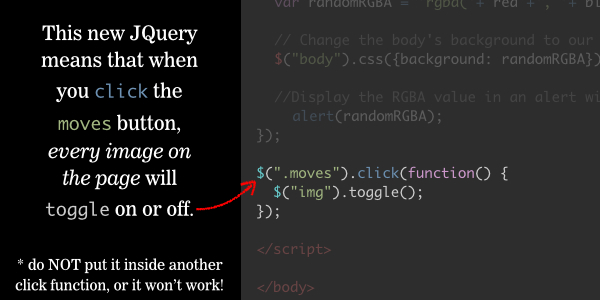 This new JQuery
means that when
you click the
moves button,
every image on
the page will
toggle on or off.
* do NOT put it inside another
click function, or it won't work!
var randomRGBA = "rgba(" + red + ", " + bl
// Change the body's background to our
$("body").css({background: randomRGBA})
//Display the RGBA value in an alert wi
alert(randomRGBA);
});
$(".moves").click(function() {
$("img").toggle();
});
</script>
</body>